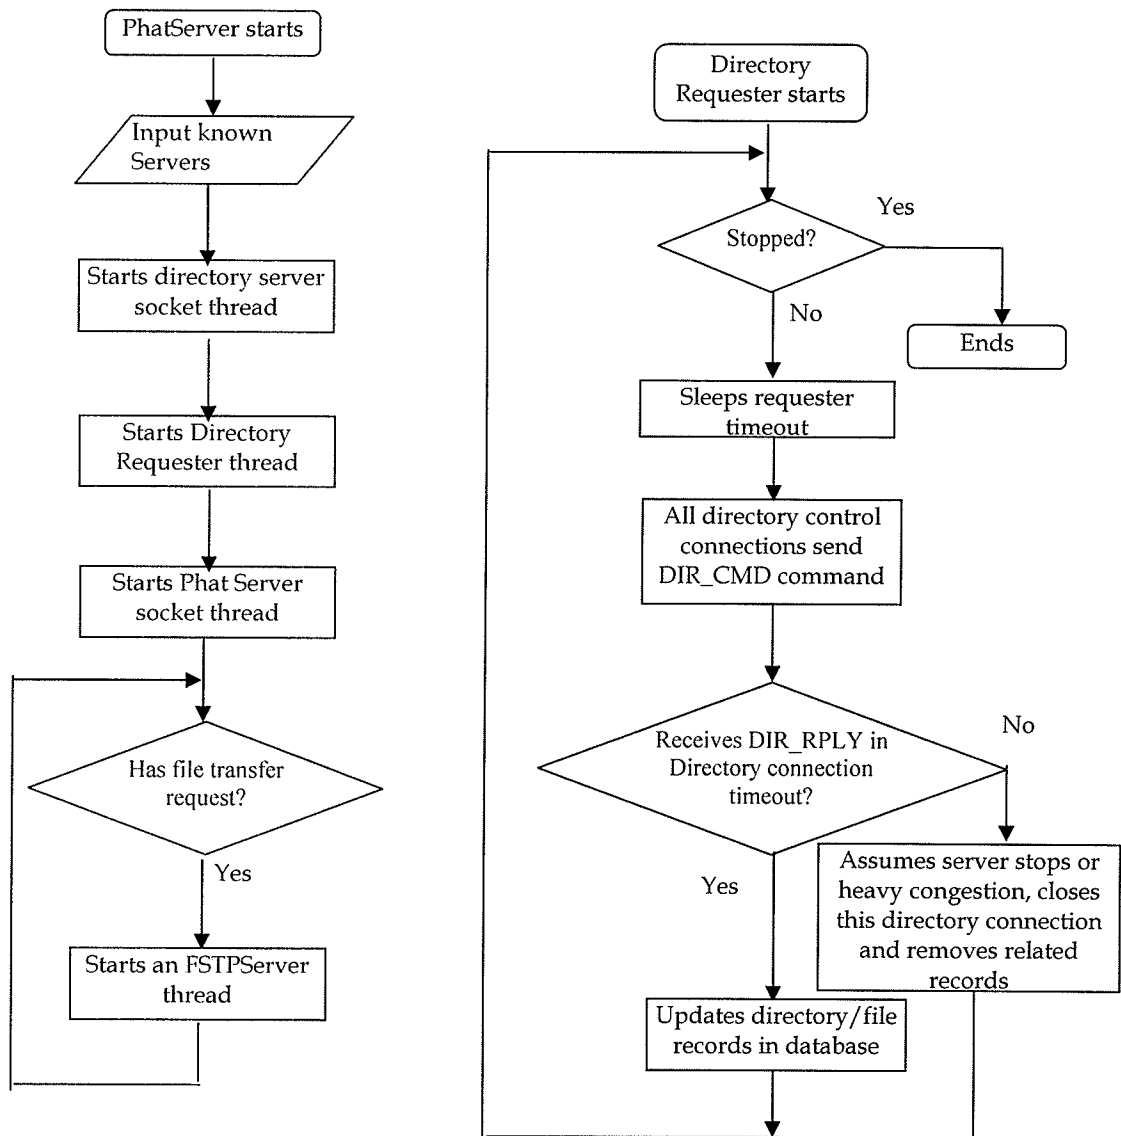 PhatServer starts
Input known
Servers
Starts directory server
socket thread
Starts Directory
Requester thread
Starts Phat Server
socket thread
Has file transfer
request?
Yes
Starts an FSTPServer
thread
Directory
Requester starts
Stopped?
Yes
No
Ends
Sleeps requester
timeout
All directory control
connections send
DIR_CMD command
Receives DIR_RPLY in
Directory connection
timeout?
No
Yes
Assumes server stops or
heavy congestion, closes
this directory connection
and removes related
records
Updates directory/file
records in database